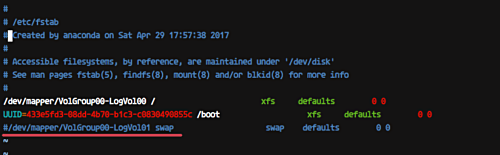 #
# /etc/fstab
# Created by anaconda on Sat Apr 29 17:57:38 2017
#
# Accessible filesystems, by reference, are maintained under '/dev/disk'
# See man pages fstab(5), findfs(8), mount(8) and/or blkid(8) for more info
#
/dev/mapper/VolGroup00-LogVol00 / xfs defaults 0 0
UUID=433e5fd3-08dd-4b70-b1c3-c0830490855c /boot xfs defaults 0 0
#/dev/mapper/VolGroup00-LogVol01 swap swap defaults 0 0
~
~